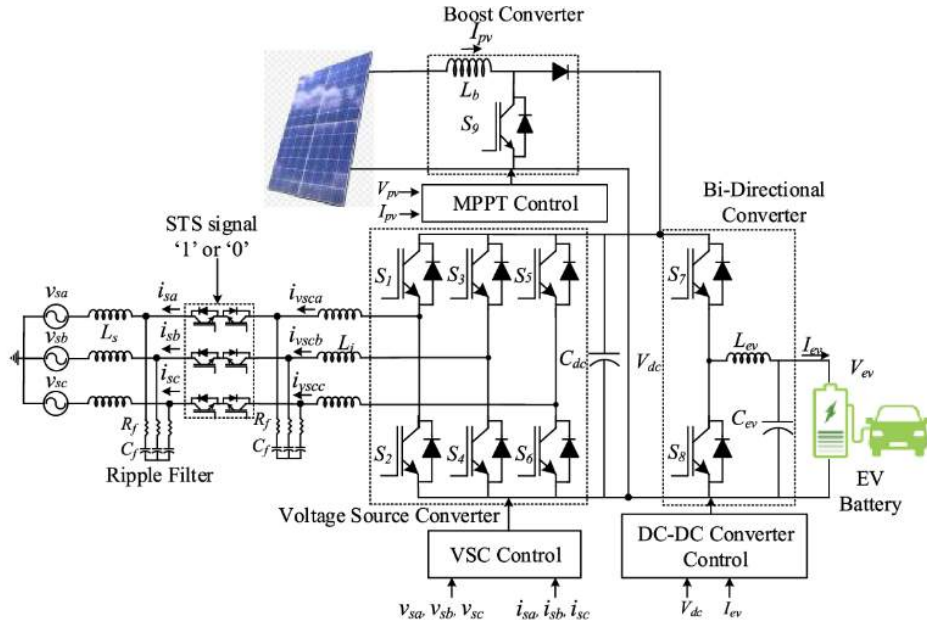 Boost Converter
I_pv
L_b
S_9
V_pv
I_pv
MPPT Control
Bi-Directional
Converter
STS signal
'1' or '0'
v_sa
v_sb
v_sc
L_s
i_sa
i_sb
i_sc
i_vsca
i_vscb
i_vscc
L_i
S_1
S_3
S_5
S_2
S_4
S_6
C_dc
V_dc
S_7
S_8
L_ev
I_ev
V_ev
C_ev
R_f
C_f
R_f
C_f
Ripple Filter
EV
Battery
Voltage Source Converter
VSC Control
DC-DC Converter
Control
v_sa, v_sb, v_sc
i_sa, i_sb, i_sc
V_dc
I_ev